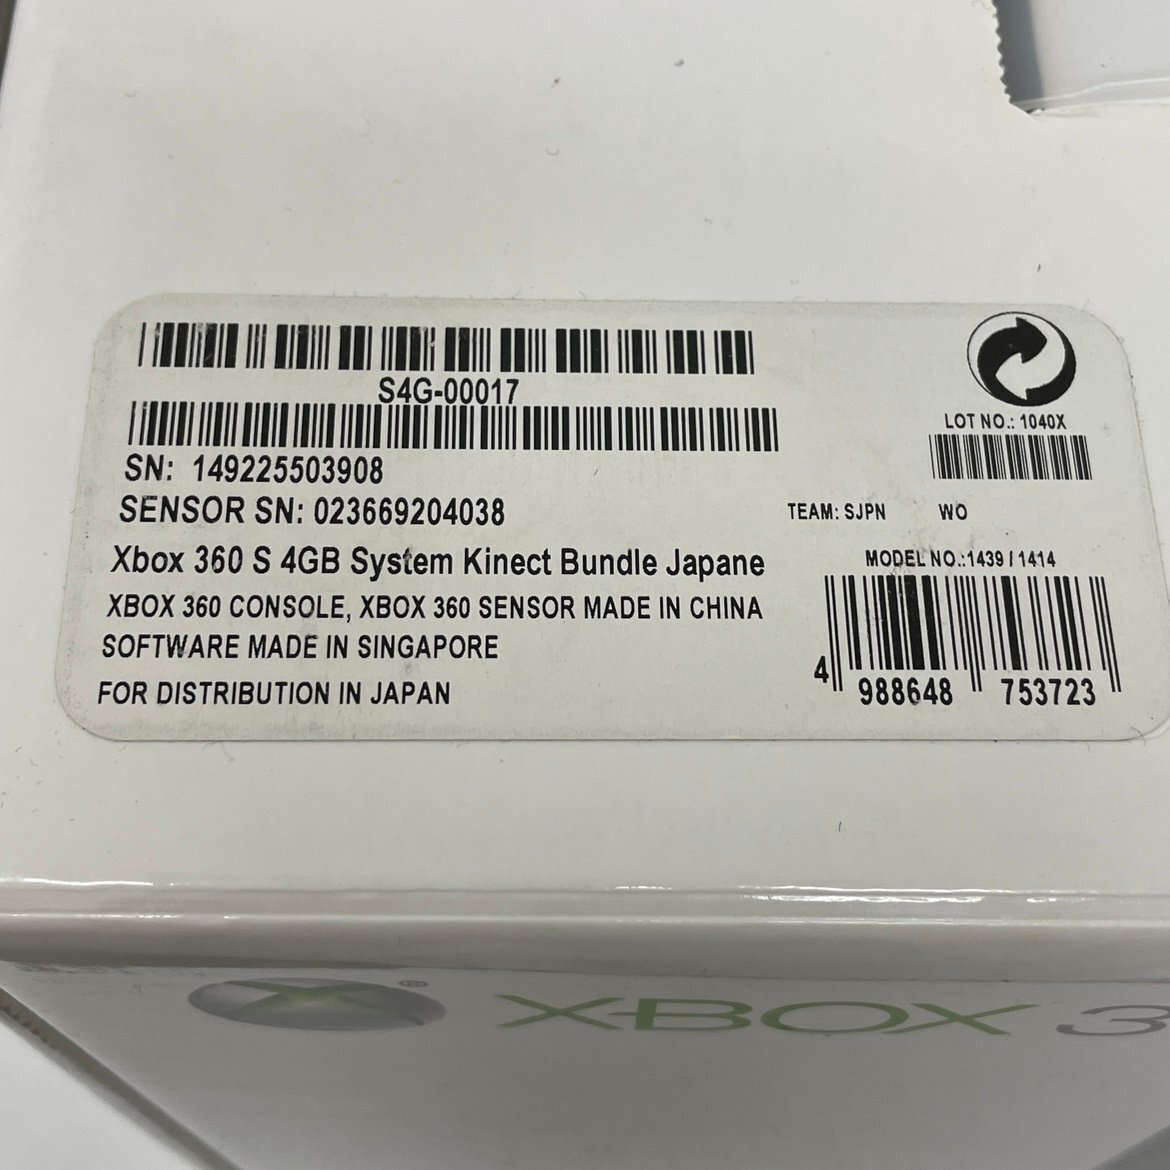 S4G-00017
SN: 149225503908
SENSOR SN: 023669204038
Xbox 360 S 4GB System Kinect Bundle Japane
XBOX 360 CONSOLE, XBOX 360 SENSOR MADE IN CHINA
SOFTWARE MADE IN SINGAPORE
FOR DISTRIBUTION IN JAPAN
LOT NO.: 1040X
TEAM: SJPN WO
MODEL NO.:1439 / 1414
4 988648 753723
® XBOX 3